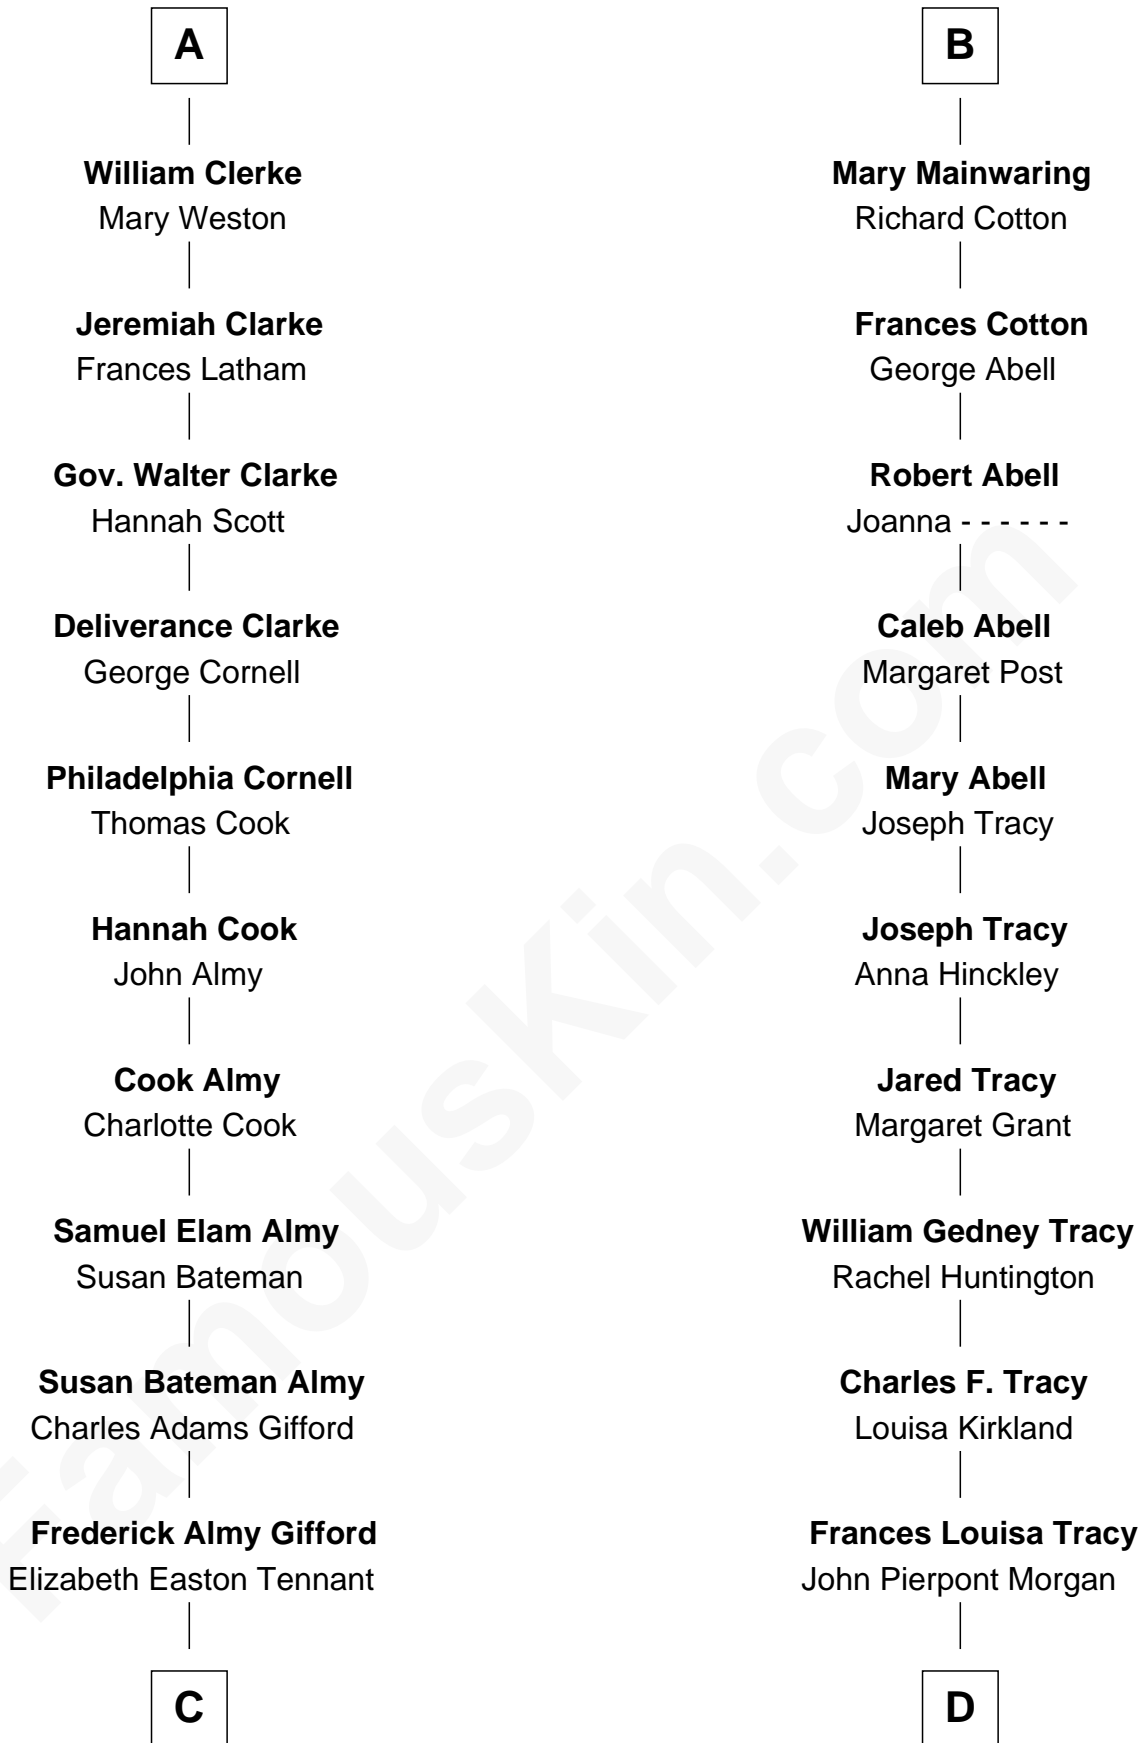 A
William Clerke
Mary Weston
Jeremiah Clarke
Frances Latham
Gov. Walter Clarke
Hannah Scott
Deliverance Clarke
George Cornell
Philadelphia Cornell
Thomas Cook
Hannah Cook
John Almy
Cook Almy
Charlotte Cook
Samuel Elam Almy
Susan Bateman
Susan Bateman Almy
Charles Adams Gifford
Frederick Almy Gifford
Elizabeth Easton Tennant
C
B
Mary Mainwaring
Richard Cotton
Frances Cotton
George Abell
Robert Abell
Joanna - - - - - -
Caleb Abell
Margaret Post
Mary Abell
Joseph Tracy
Joseph Tracy
Anna Hinckley
Jared Tracy
Margaret Grant
William Gedney Tracy
Rachel Huntington
Charles F. Tracy
Louisa Kirkland
Frances Louisa Tracy
John Pierpont Morgan
D
FamousKin.com